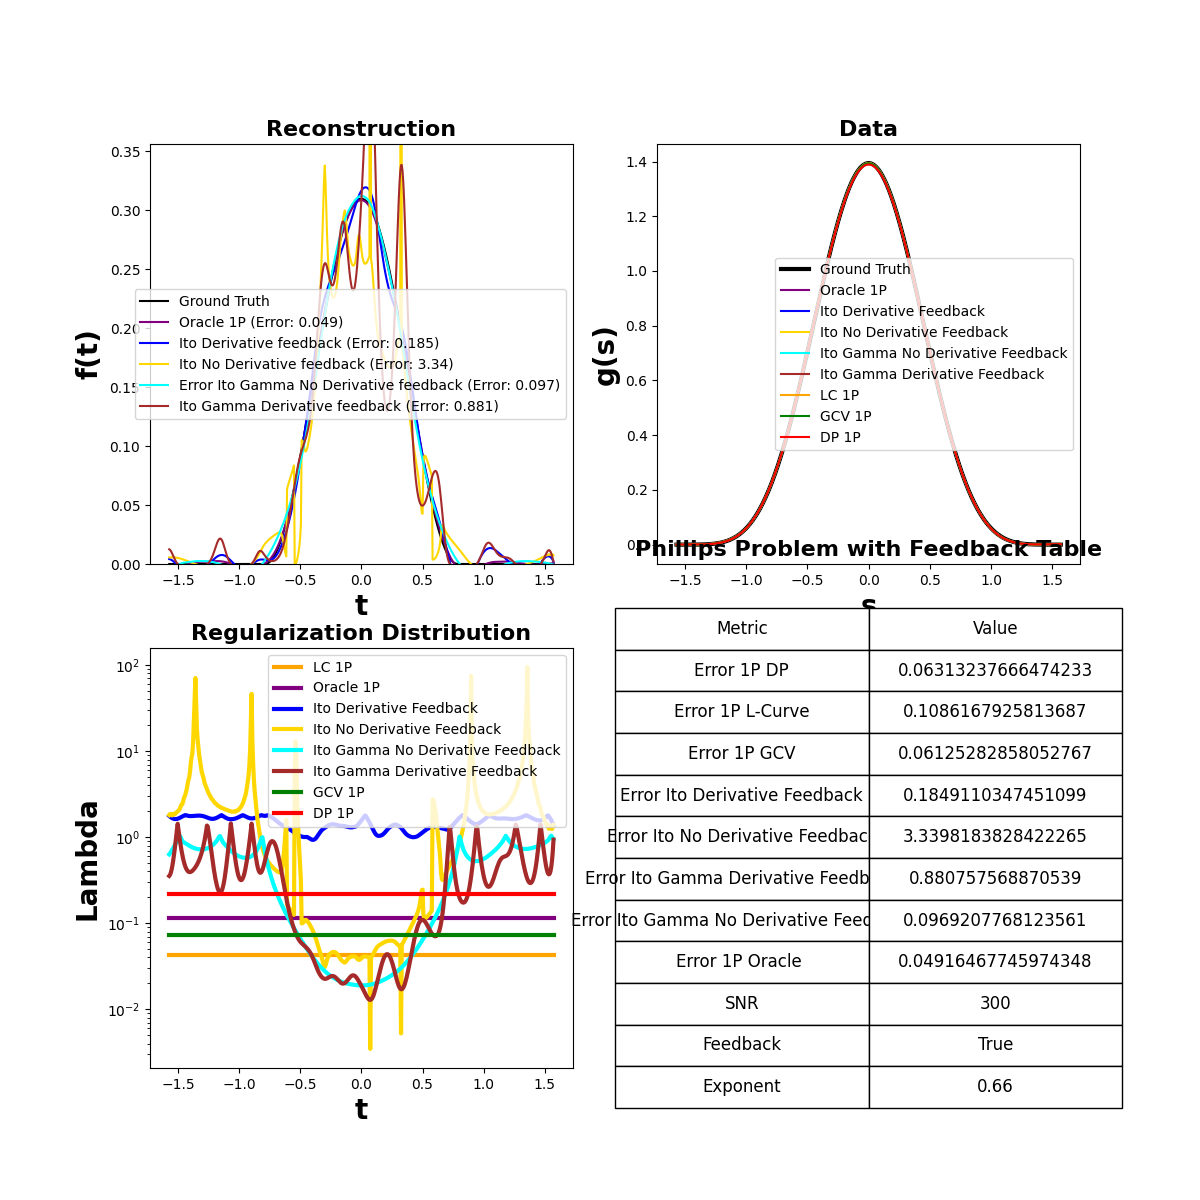 Reconstruction
f(t)
0.35
0.30
0.25
0.20
0.15
0.10
0.05
0.00
Ground Truth
Oracle 1P (Error: 0.049)
Ito Derivative feedback (Error: 0.185)
Ito No Derivative feedback (Error: 3.34)
Error Ito Gamma No Derivative feedback (Error: 0.097)
Ito Gamma Derivative feedback (Error: 0.881)
−1.5 −1.0 −0.5 0.0 0.5 1.0 1.5
t
Data
g(s)
1.4
1.2
1.0
0.8
0.6
0.4
0.2
Ground Truth
Oracle 1P
Ito Derivative Feedback
Ito No Derivative Feedback
Ito Gamma No Derivative Feedback
Ito Gamma Derivative Feedback
LC 1P
GCV 1P
DP 1P
−1.5 −1.0 −0.5 0.0 0.5 1.0 1.5
s
Regularization Distribution
Lambda
10²
10¹
10⁰
10⁻¹
10⁻²
LC 1P
Oracle 1P
Ito Derivative Feedback
Ito No Derivative Feedback
Ito Gamma No Derivative Feedback
Ito Gamma Derivative Feedback
GCV 1P
DP 1P
−1.5 −1.0 −0.5 0.0 0.5 1.0 1.5
t
Phillips Problem with Feedback Table
Metric Value
Error 1P DP 0.06313237666474233
Error 1P L-Curve 0.1086167925813687
Error 1P GCV 0.06125282858052767
Error Ito Derivative Feedback 0.1849110347451099
Error Ito No Derivative Feedbac 3.3398183828422265
Error Ito Gamma Derivative Feedb 0.880757568870539
Error Ito Gamma No Derivative Feec 0.0969207768123561
Error 1P Oracle 0.04916467745974348
SNR 300
Feedback True
Exponent 0.66